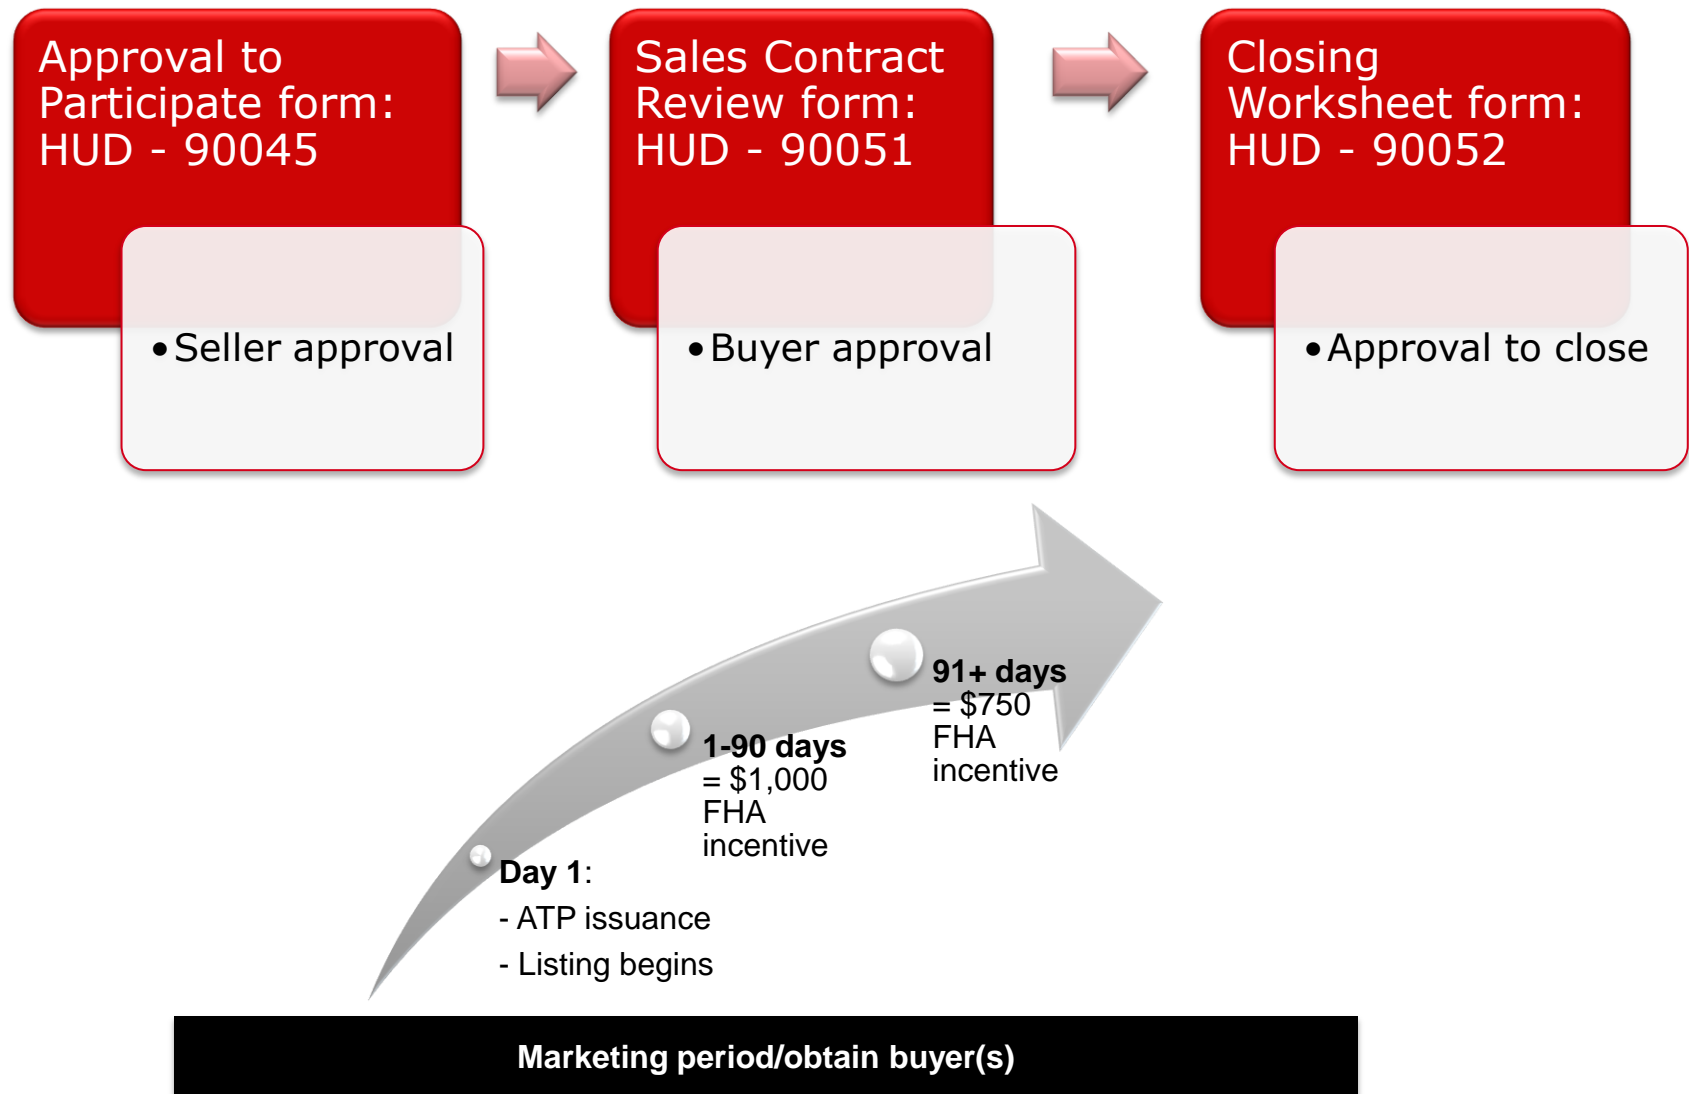 Approval to
Participate form:
HUD - 90045
•Seller approval
Sales Contract
Review form:
HUD - 90051
•Buyer approval
Closing
Worksheet form:
HUD - 90052
•Approval to close
Day 1:
- ATP issuance
- Listing begins
1-90 days
= $1,000
FHA
incentive
91+ days
= $750
FHA
incentive
Marketing period/obtain buyer(s)